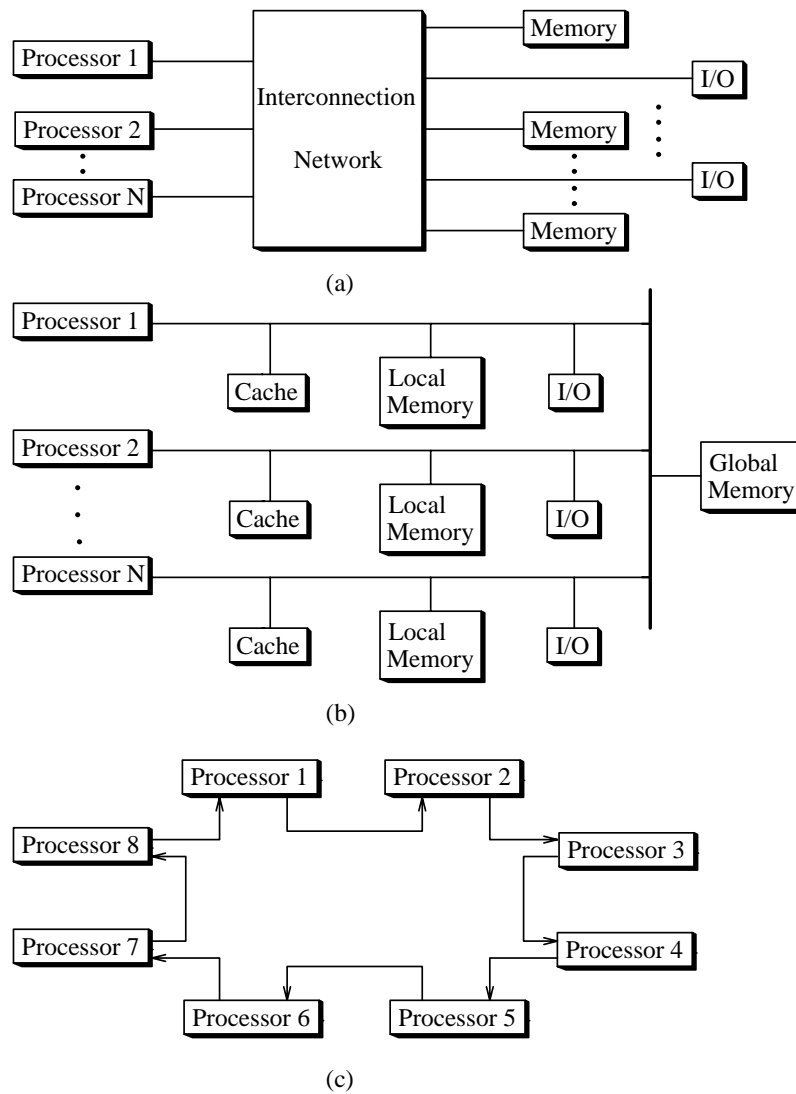 Memory
Processor 1
I/O
Interconnection
Network
Processor 2
Memory
Processor N
I/O
Memory
(a)
Processor 1
Cache
Local
Memory
I/O
Processor 2
Global
Memory
Cache
Local
Memory
I/O
Processor N
Cache
Local
Memory
I/O
(b)
Processor 1
Processor 2
Processor 8
Processor 3
Processor 7
Processor 4
Processor 6
Processor 5
(c)